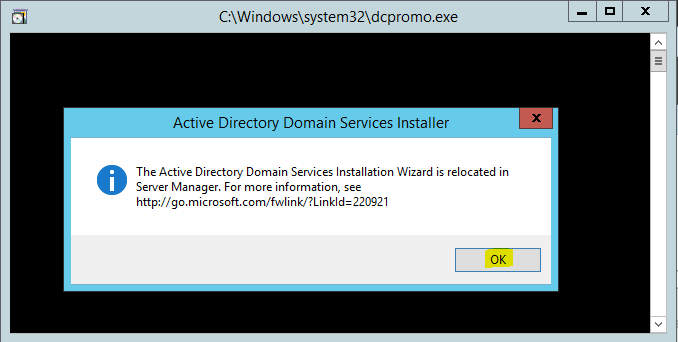 C:\Windows\system32\dcpromo.exe
Active Directory Domain Services Installer
The Active Directory Domain Services Installation Wizard is relocated in
Server Manager. For more information, see
http://go.microsoft.com/fwlink/?LinkId=220921
OK